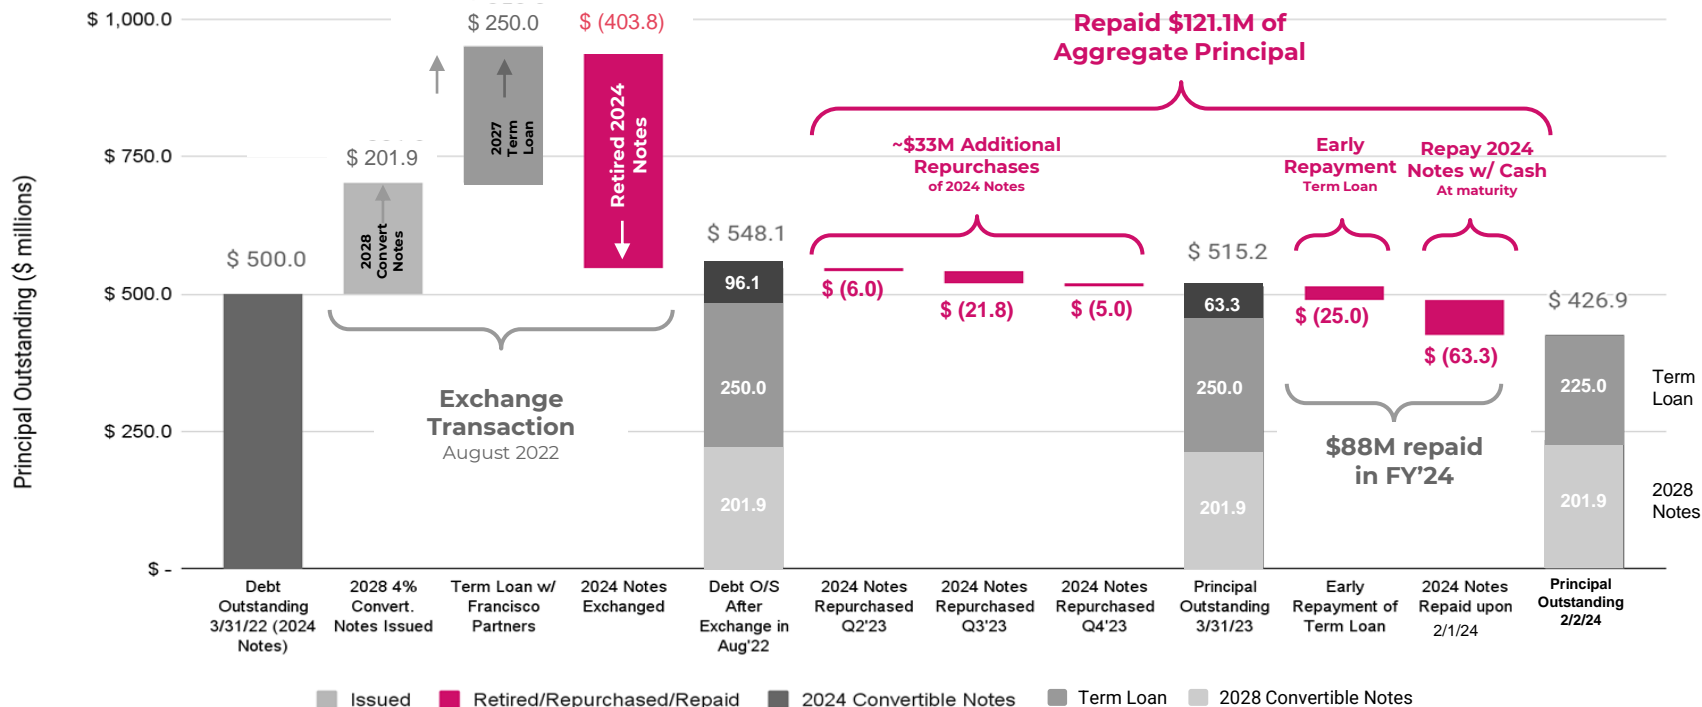 Principal Outstanding ($ millions)
$ 1,000.0
$ 750.0
$ 500.0
$ 250.0
$ -
$ 500.0
$ 201.9
2028
Convert
Notes
$ 250.0
2027
Term
Loan
$ (403.8)
Retired 2024
Notes
Exchange
Transaction
August 2022
$ 548.1
96.1
250.0
201.9
Repaid $121.1M of
Aggregate Principal
~$33M Additional
Repurchases
of 2024 Notes
$ (6.0)
$ (21.8)
$ (5.0)
$ 515.2
63.3
250.0
201.9
Early
Repayment
Term Loan
$ (25.0)
Repay 2024
Notes w/ Cash
At maturity
$ (63.3)
$88M repaid
in FY’24
$ 426.9
225.0
201.9
Term
Loan
2028
Notes
Debt
Outstanding
3/31/22 (2024
Notes)
2028 4%
Convert.
Notes Issued
Term Loan w/
Francisco
Partners
2024 Notes
Exchanged
Debt O/S
After
Exchange in
Aug'22
2024 Notes
Repurchased
Q2'23
2024 Notes
Repurchased
Q3'23
2024 Notes
Repurchased
Q4'23
Principal
Outstanding
3/31/23
Early
Repayment of
Term Loan
2024 Notes
Repaid upon
2/1/24
Principal
Outstanding
2/2/24
Issued
Retired/Repurchased/Repaid
2024 Convertible Notes
Term Loan
2028 Convertible Notes